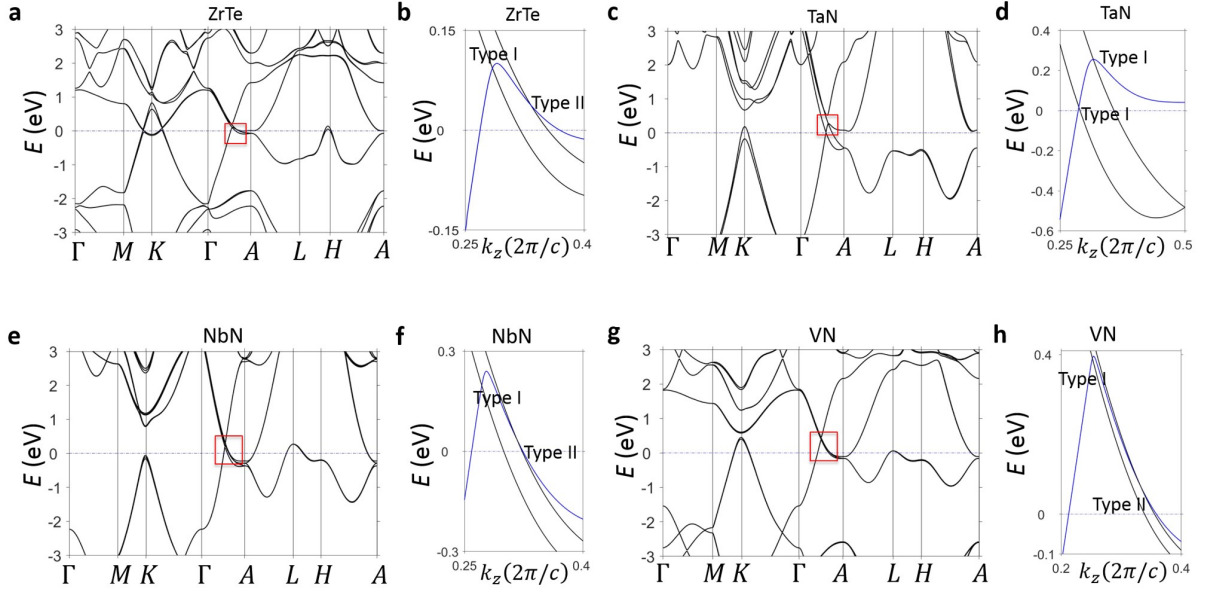 a
ZrTe
3
2
1
0
-1
-2
-3
E (eV)
Γ M K Γ A L H A
b
ZrTe
0.15
0
-0.15
E (eV)
Type I
Type II
0.25 0.4
k_z(2π/c)
c
TaN
3
2
1
0
-1
-2
-3
E (eV)
Γ M K Γ A L H A
d
TaN
0.4
0.2
0
-0.2
-0.4
-0.6
E (eV)
Type I
Type I
0.25 0.5
k_z(2π/c)
e
NbN
3
2
1
0
-1
-2
-3
E (eV)
Γ M K Γ A L H A
f
NbN
0.3
0
-0.3
E (eV)
Type I
Type II
0.25 0.4
k_z(2π/c)
g
VN
3
2
1
0
-1
-2
-3
E (eV)
Γ M K Γ A L H A
h
VN
0.4
0
-0.1
E (eV)
Type I
Type II
0.2 0.4
k_z(2π/c)